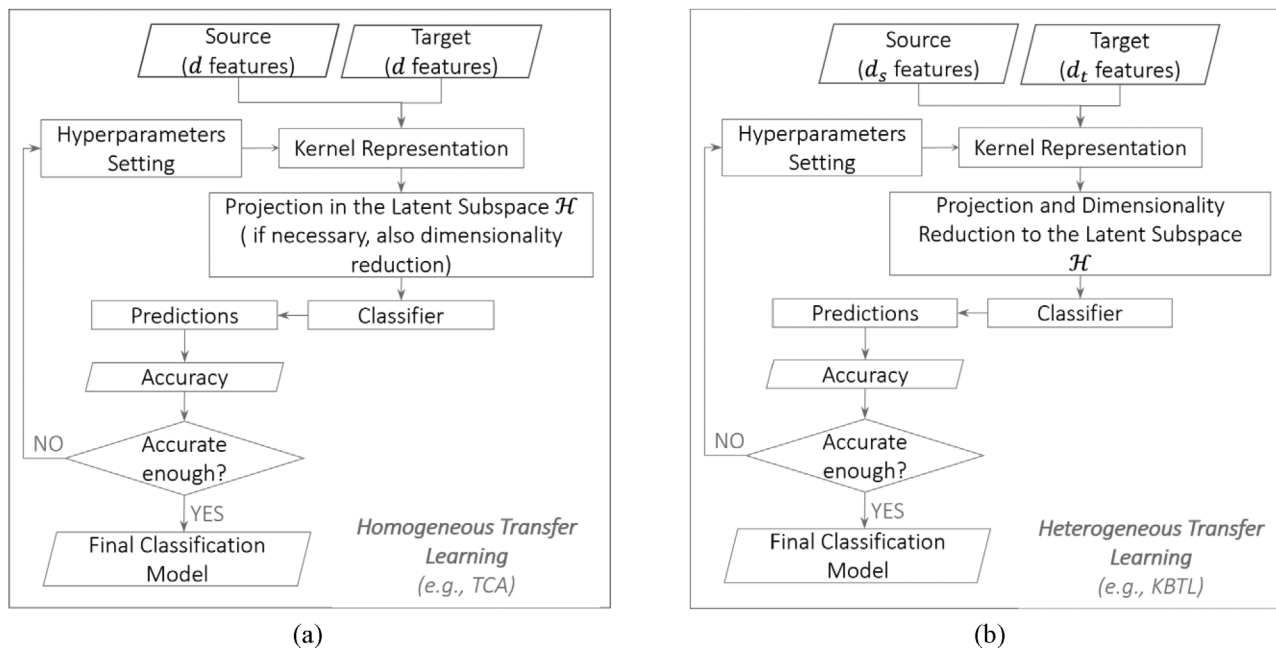 Source
(d features)
Target
(d features)
Hyperparameters
Setting
Kernel Representation
Projection in the Latent Subspace ℋ
( if necessary, also dimensionality
reduction)
Predictions
Classifier
Accuracy
NO
Accurate
enough?
YES
Final Classification
Model
Homogeneous Transfer
Learning
(e.g., TCA)
(a)
Source
(dₛ features)
Target
(dₜ features)
Hyperparameters
Setting
Kernel Representation
Projection and Dimensionality
Reduction to the Latent Subspace
ℋ
Predictions
Classifier
Accuracy
NO
Accurate
enough?
YES
Final Classification
Model
Heterogeneous Transfer
Learning
(e.g., KBTL)
(b)